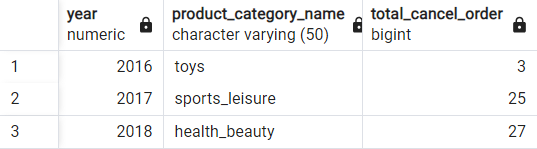 year product_category_name total_cancel_order
numeric character varying (50) bigint
1 2016 toys 3
2 2017 sports_leisure 25
3 2018 health_beauty 27